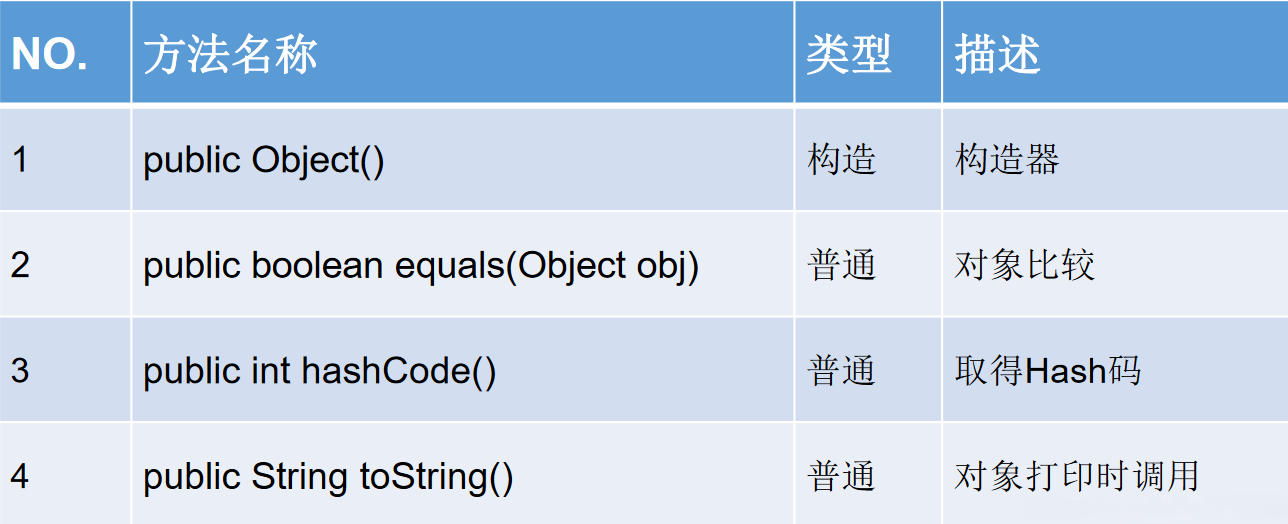 NO. 方法名称 类型 描述
1 public Object() 构造 构造器
2 public boolean equals(Object obj) 普通 对象比较
3 public int hashCode() 普通 取得Hash码
4 public String toString() 普通 对象打印时调用